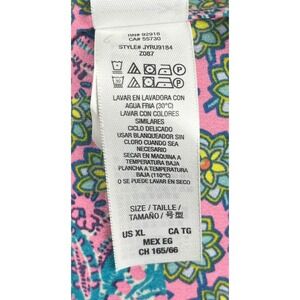 RN# 92918
CA# 55730
STYLE# JYRU9184
Z087
LAVAR EN LAVADORA CON
AGUA FRIA (30°C)
LAVAR CON COLORES
SIMILARES
CICLO DELICADO
USAR BLANQUEADOR SIN
CLORO CUANDO SEA
NECESARIO
SECAR EN MAQUINA A
TEMPERATURA BAJA
PLANCHA A TEMPERATURA
BAJA (110°C)
O SE PUEDE LAVAR EN SECO
SIZE / TAILLE /
TAMAÑO / 号型
US XL CA TG
MEX EG
CH 165/66